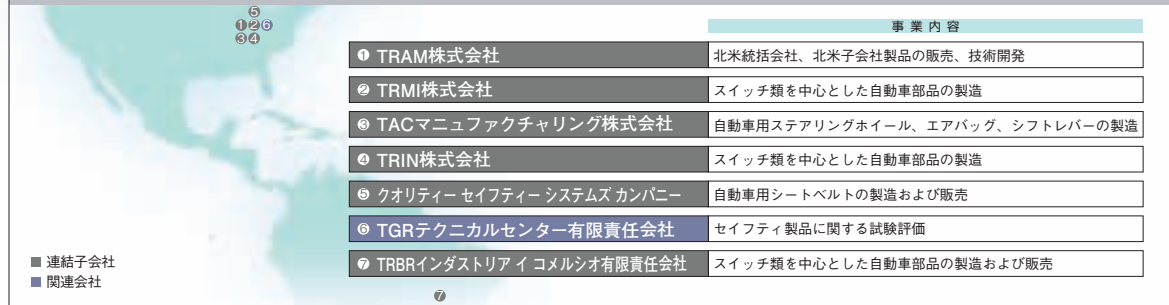 ❺
❶❷❻
❸❹
事業内容
❶ TRAM株式会社 北米統括会社、北米子会社製品の販売、技術開発
❷ TRMI株式会社 スイッチ類を中心とした自動車部品の製造
❸ TACマニュファクチャリング株式会社 自動車用ステアリングホイール、エアバッグ、シフトレバーの製造
❹ TRIN株式会社 スイッチ類を中心とした自動車部品の製造
❺ クオリティー セイフティー システムズ カンパニー 自動車用シートベルトの製造および販売
❻ TGRテクニカルセンター有限責任会社 セイフティ製品に関する試験評価
❼ TRBRインダストリア イ コメルシオ有限責任会社 スイッチ類を中心とした自動車部品の製造および販売
■ 連結子会社
■ 関連会社
❼